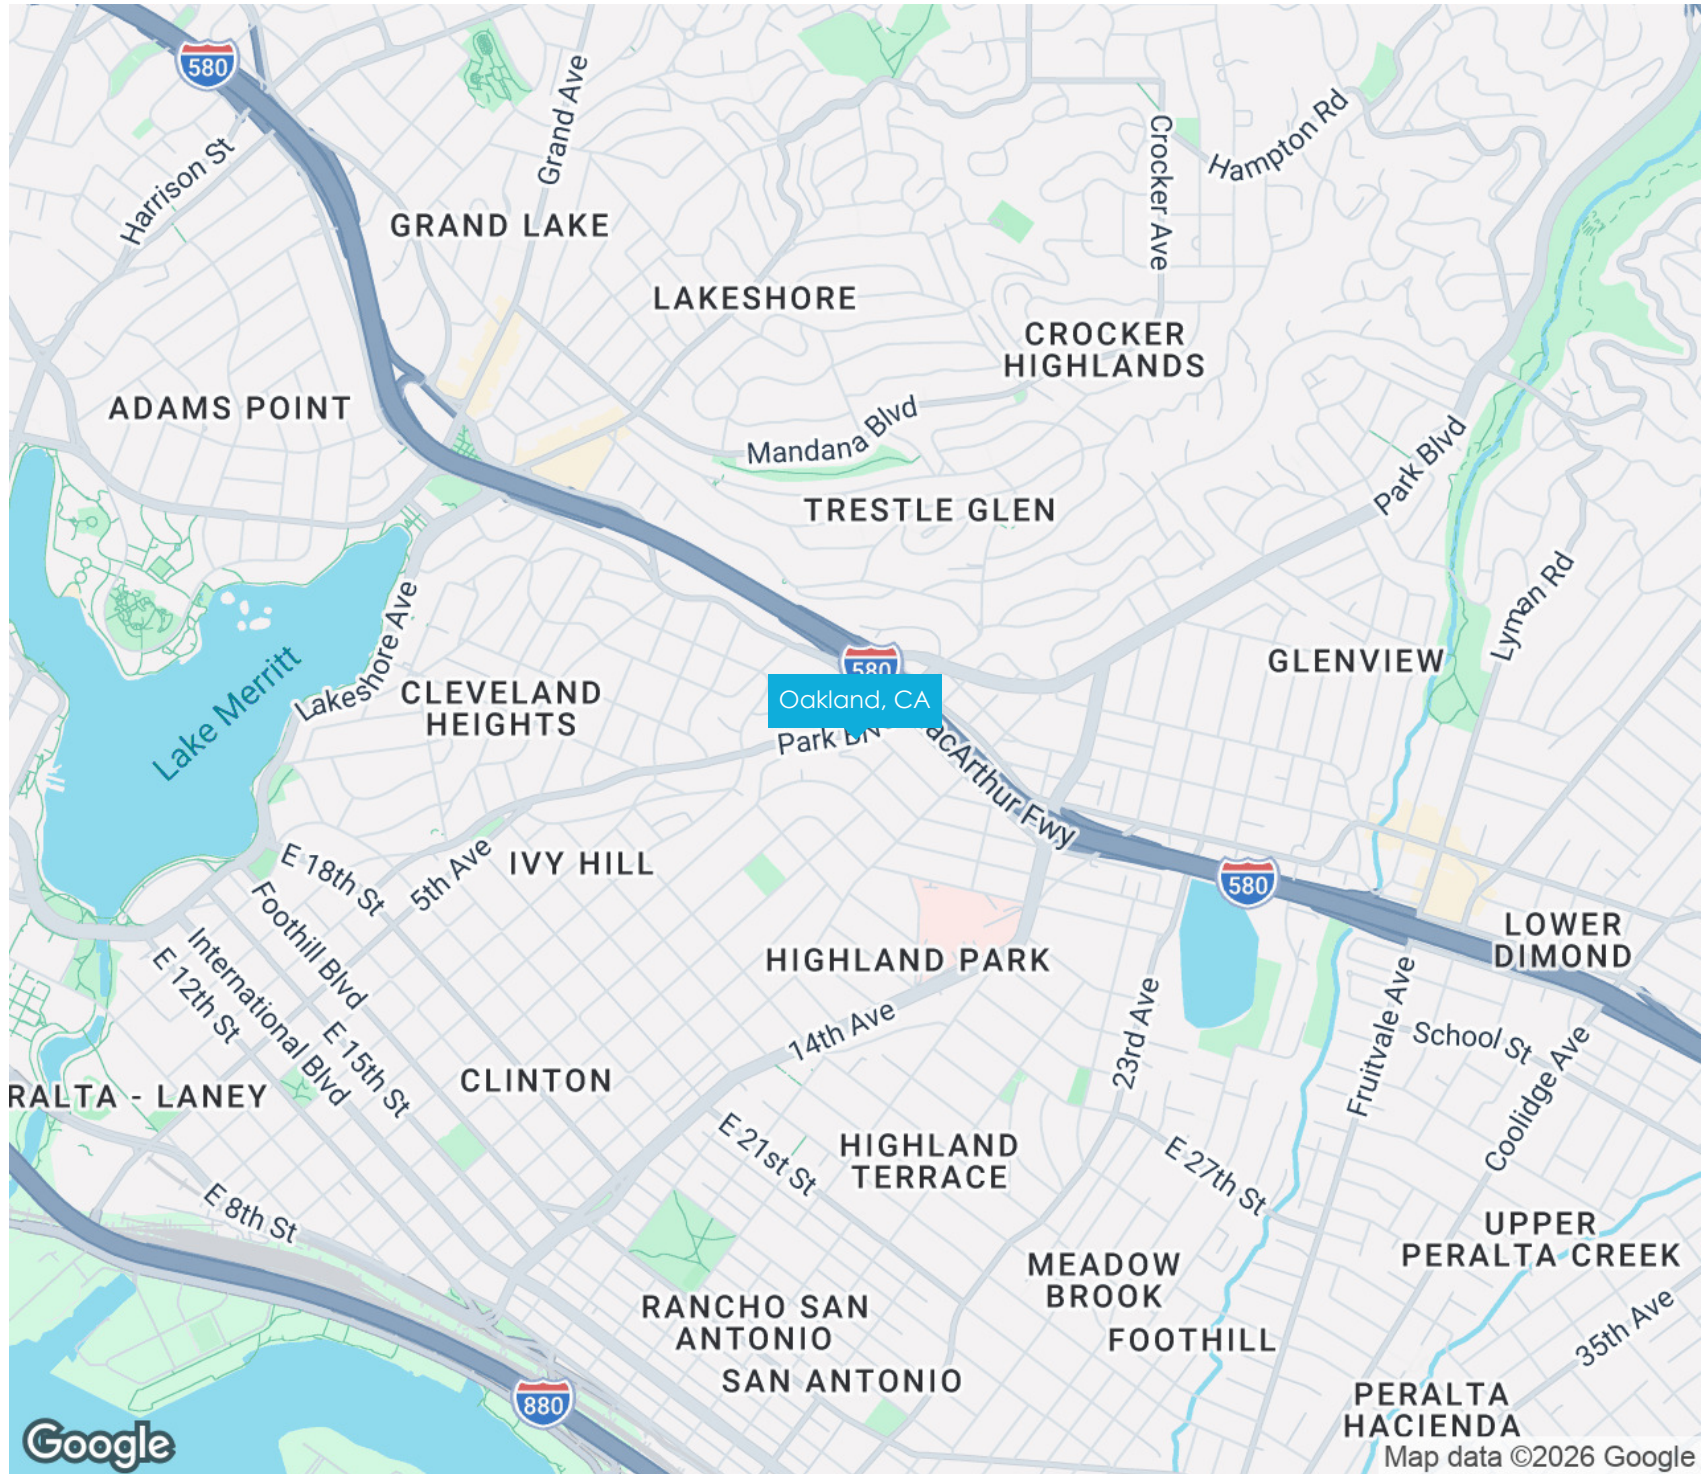 580
Grand Ave
Harrison St
Crocker Ave
Hampton Rd
GRAND LAKE
LAKESHORE
CROCKER
HIGHLANDS
ADAMS POINT
Mandana Blvd
Park Blvd
TRESTLE GLEN
Lyman Rd
Lakeshore Ave
Lake Merritt
CLEVELAND
HEIGHTS
580
GLENVIEW
Oakland, CA
Park
acArthur Fwy
E 18th St
5th Ave
IVY HILL
580
Foothill Blvd
LOWER
DIMOND
International Blvd
E 12th St
HIGHLAND PARK
E 15th St
14th Ave
23rd Ave
Fruitvale Ave
School St
Coolidge Ave
CLINTON
RALTA - LANEY
E 21st St
HIGHLAND
TERRACE
E 27th St
E 8th St
UPPER
PERALTA CREEK
MEADOW
BROOK
RANCHO SAN
ANTONIO
FOOTHILL
35th Ave
SAN ANTONIO
880
PERALTA
HACIENDA
Google
Map data ©2026 Google